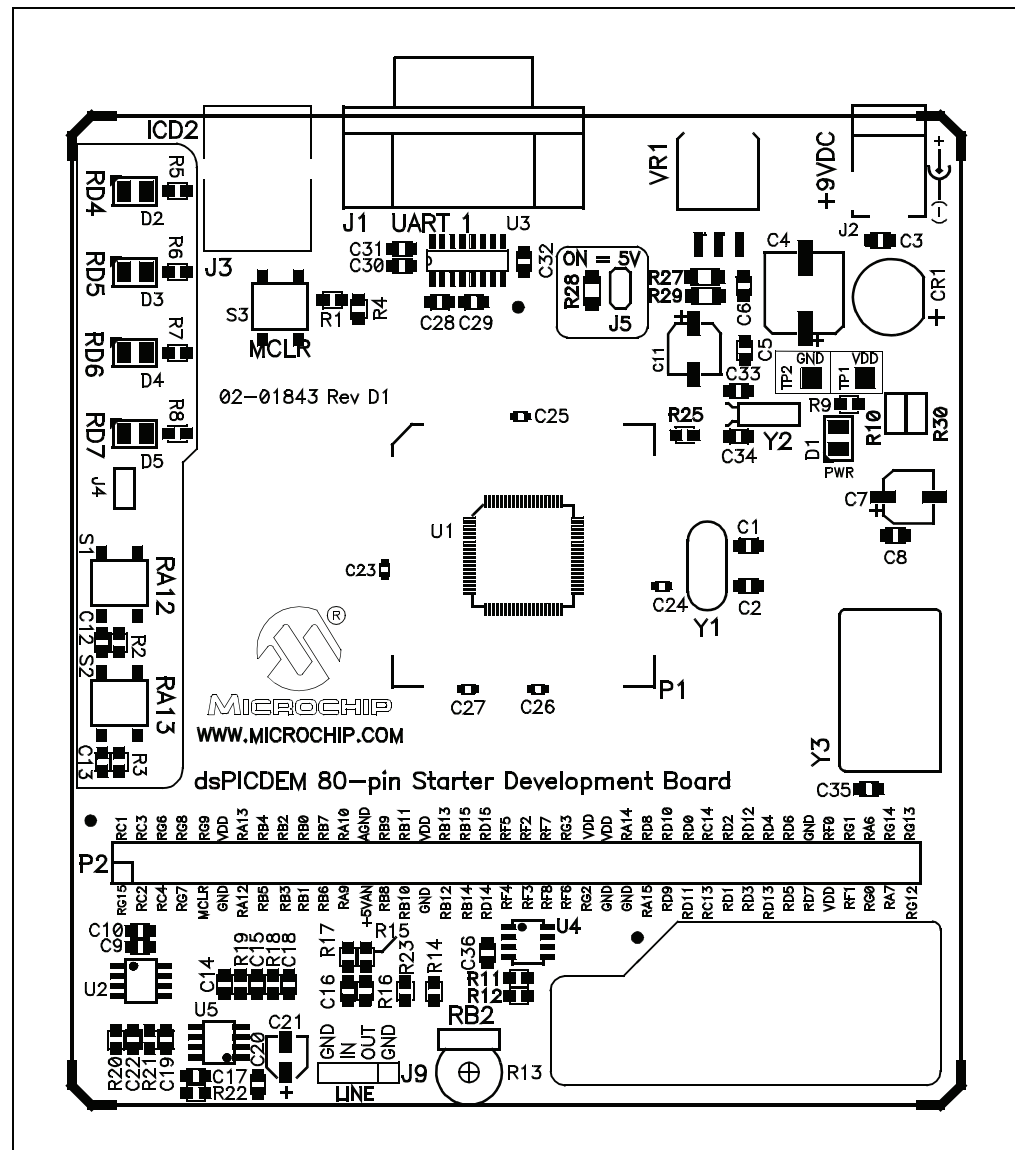 ICD2
R5
RD4
D2
R6
RD5
D3
R7
RD6
D4
R8
RD7
D5
J4
J3
S3
MCLR
R1
R4
J1 UART 1
U3
C31
C30
C32
C28
C29
ON = 5V
R28
J5
VR1
+9VDC
+
(-)
J2
C3
C4
+
CR1
+
R27
R29
C6
C5
C11
+
GND
TP2
VDD
TP1
C33
C34
Y2
R25
R9
R10
R30
D1
PWR
C7
+
C8
02-01843 Rev D1
C25
U1
C23
C24
C27
C26
P1
C1
C2
Y1
Y3
C35
S1
RA12
C12
R2
S2
RA13
C13
R3
®
MICROCHIP
WWW.MICROCHIP.COM
dsPICDEM 80-pin Starter Development Board
RC1 RC3 RG6 RG8 RG9 VDD RA13 RB4 RB2 RB0 RB7 RA10 AGND RB9 RB11 VDD RB13 RB15 RD15 RF5 RF2 RF7 RG3 VDD VDD RA14 RD8 RD10 RD0 RC14 RD2 RD12 RD4 RD6 GND RF0 RG1 RA6 RG14 RG13
P2
RG15 RC2 RC4 RG7 MCLR GND RA12 RB5 RB3 RB1 RB6 RA9 +5VAN RB8 RB10 GND RB12 RB14 RD14 RF4 RF3 RF8 RF6 RG2 GND GND RA15 RD9 RD11 RC13 RD1 RD3 RD13 RD5 RD7 VDD RF1 RG0 RA7 RG12
C10
C9
U2
C14
R19
C15
R18
C18
R17
R15
C16
R16
R23
R14
C36
U4
R11
R12
R20
C22
R21
C19
U5
C17
R22
C20
C21
+
GND
IN
OUT
GND
LINE
J9
RB2
R13